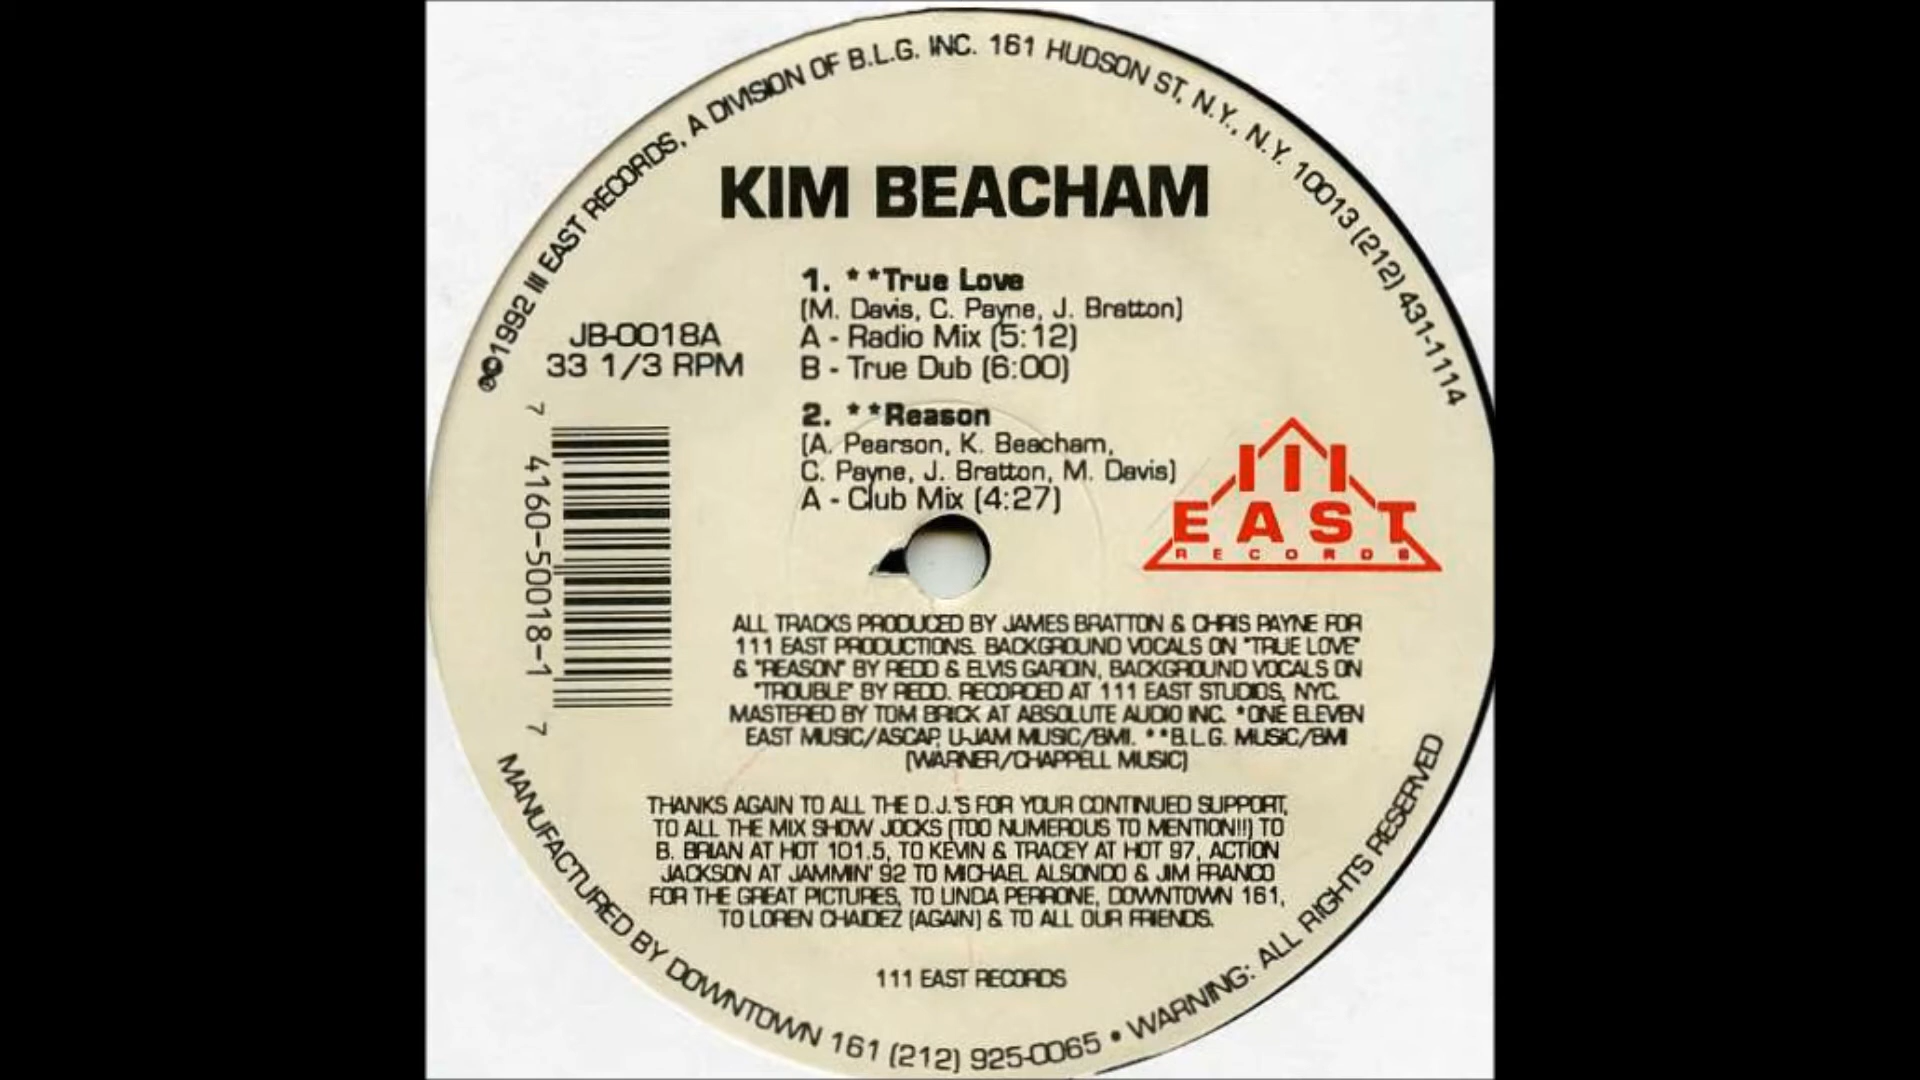 ℗©1992 III EAST RECORDS, A DIVISION OF B.L.G. INC. 161 HUDSON ST, N.Y., N.Y. 10013 (212) 431-1114
KIM BEACHAM
1. **True Love
(M. Davis, C. Payne, J. Bratton)
A - Radio Mix (5:12)
B - True Dub (6:00)
JB-0018A
33 1/3 RPM
2. **Reason
(A. Pearson, K. Beacham,
C. Payne, J. Bratton, M. Davis)
A - Club Mix (4:27)
7 4160-50018-1 7
III
EAST
RECORDS
ALL TRACKS PRODUCED BY JAMES BRATTON & CHRIS PAYNE FOR
111 EAST PRODUCTIONS. BACKGROUND VOCALS ON "TRUE LOVE"
& "REASON" BY REDD & ELVIS GARCIN, BACKGROUND VOCALS ON
"TROUBLE" BY REDD. RECORDED AT 111 EAST STUDIOS, NYC.
MASTERED BY TOM BRICK AT ABSOLUTE AUDIO INC. *ONE ELEVEN
EAST MUSIC/ASCAP, U-JAM MUSIC/BMI. **B.L.G. MUSIC/BMI
(WARNER/CHAPPELL MUSIC)
THANKS AGAIN TO ALL THE D.J.'S FOR YOUR CONTINUED SUPPORT,
TO ALL THE MIX SHOW JOCKS (TOO NUMEROUS TO MENTION!!) TO
B. BRIAN AT HOT 101.5, TO KEVIN & TRACEY AT HOT 97, ACTION
JACKSON AT JAMMIN' 92 TO MICHAEL ALSONDO & JIM FRANCO
FOR THE GREAT PICTURES, TO LINDA PERRONE, DOWNTOWN 161,
TO LOREN CHAIDEZ (AGAIN) & TO ALL OUR FRIENDS.
111 EAST RECORDS
MANUFACTURED BY DOWNTOWN 161 (212) 925-0065 • WARNING: ALL RIGHTS RESERVED